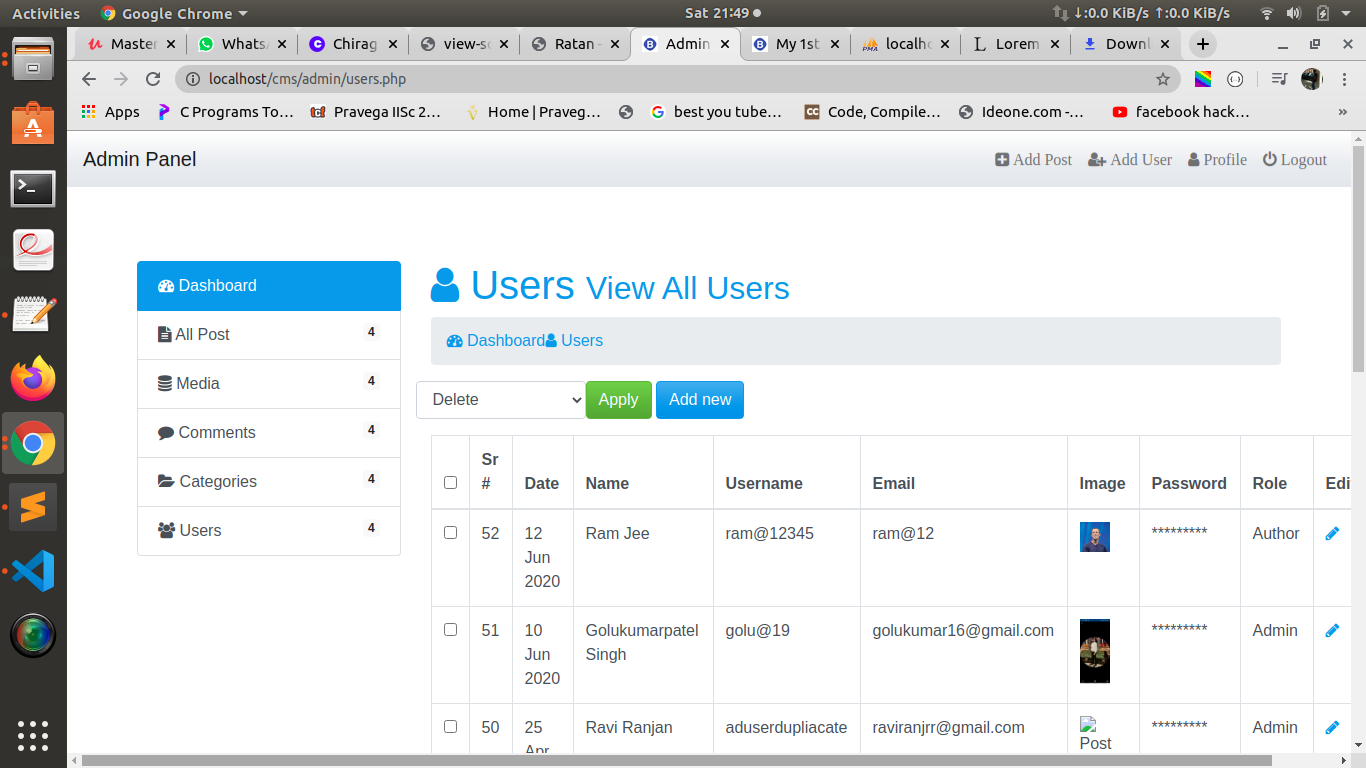 Activities Google Chrome Sat 21:49 ↓:0.0 KiB/s ↑:0.0 KiB/s
Master WhatsA Chirag view-so Ratan - Admin My 1st localho Lorem Downl
localhost/cms/admin/users.php
Apps C Programs To… Pravega IISc 2… Home | Praveg… best you tube… Code, Compile… Ideone.com -… facebook hack… »
Admin Panel Add Post Add User Profile Logout
Users View All Users
Dashboard
All Post 4
Media 4
Comments 4
Categories 4
Users 4
Dashboard Users
Delete Apply Add new
Sr # Date Name Username Email Image Password Role Edi
52 12 Jun 2020 Ram Jee ram@12345 ram@12 ********* Author
51 10 Jun 2020 Golukumarpatel Singh golu@19 golukumar16@gmail.com ********* Admin
50 25 Apr Ravi Ranjan aduserdupliacate raviranjrr@gmail.com Post ********* Admin